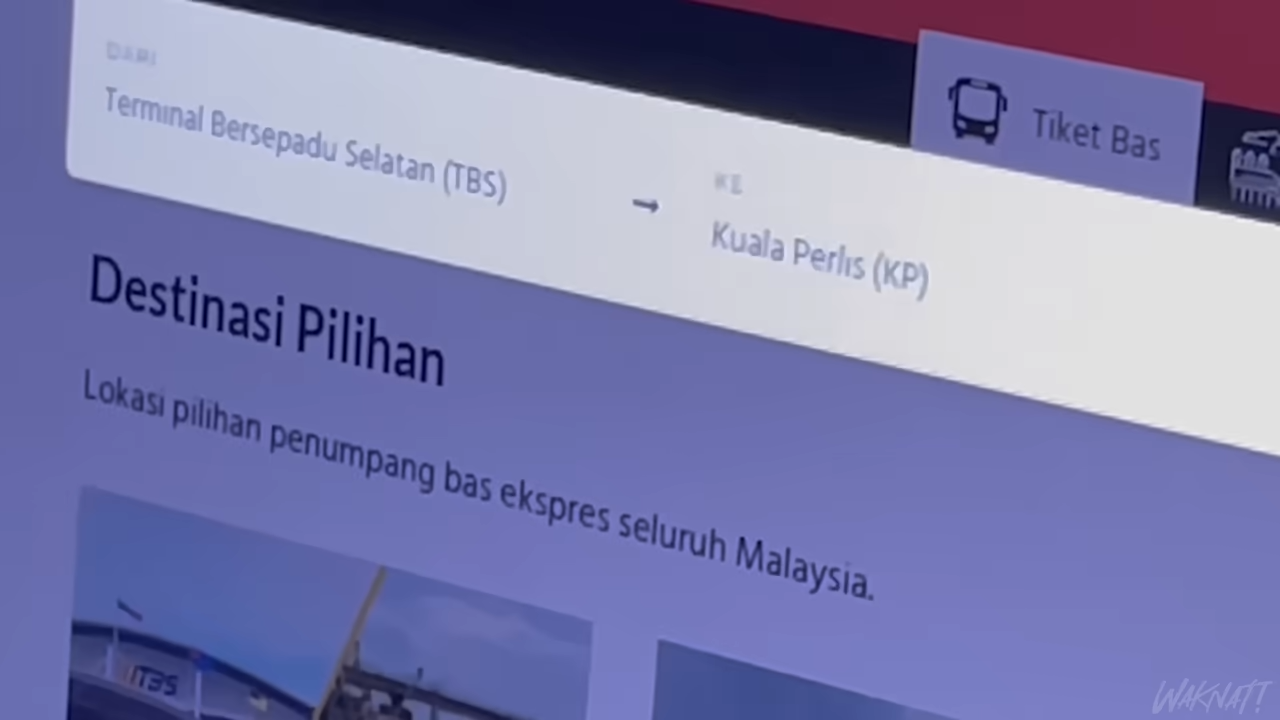 DARI
Terminal Bersepadu Selatan (TBS)
→
KE
Kuala Perlis (KP)
Tiket Bas
Destinasi Pilihan
Lokasi pilihan penumpang bas ekspres seluruh Malaysia.
TBS
WAKNAT!